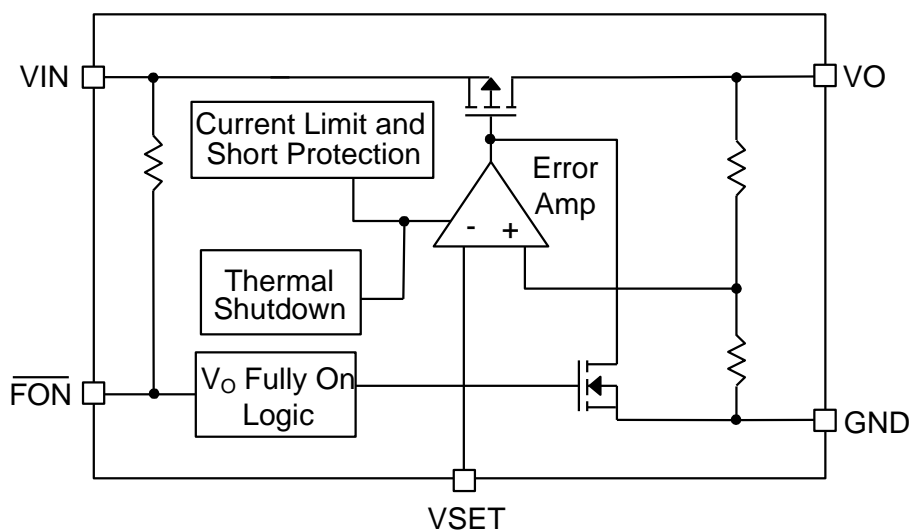 VIN
VO
Current Limit and
Short Protection
Error
Amp
- +
Thermal
Shutdown
FON
VO Fully On
Logic
GND
VSET